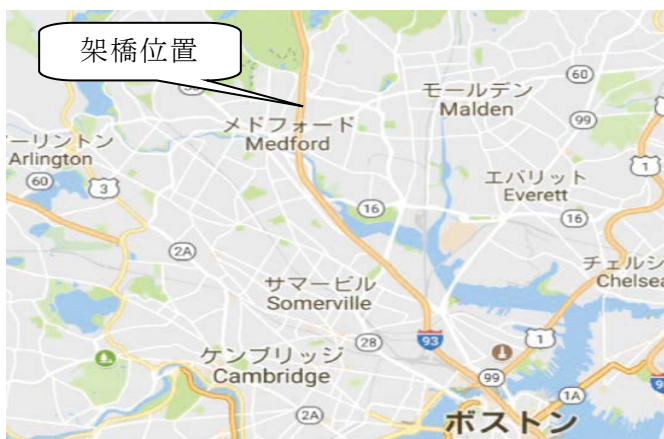 架橋位置
60
モールデン
Malden
99
メドフォード
Medford
ーリントン
Arlington
60
3
1
エバリット
Everett
16
16
2A
チェルシ
Chelsea
サマービル
Somerville
28
93
1
ケンブリッジ
Cambridge
99
1A
2A
ボストン